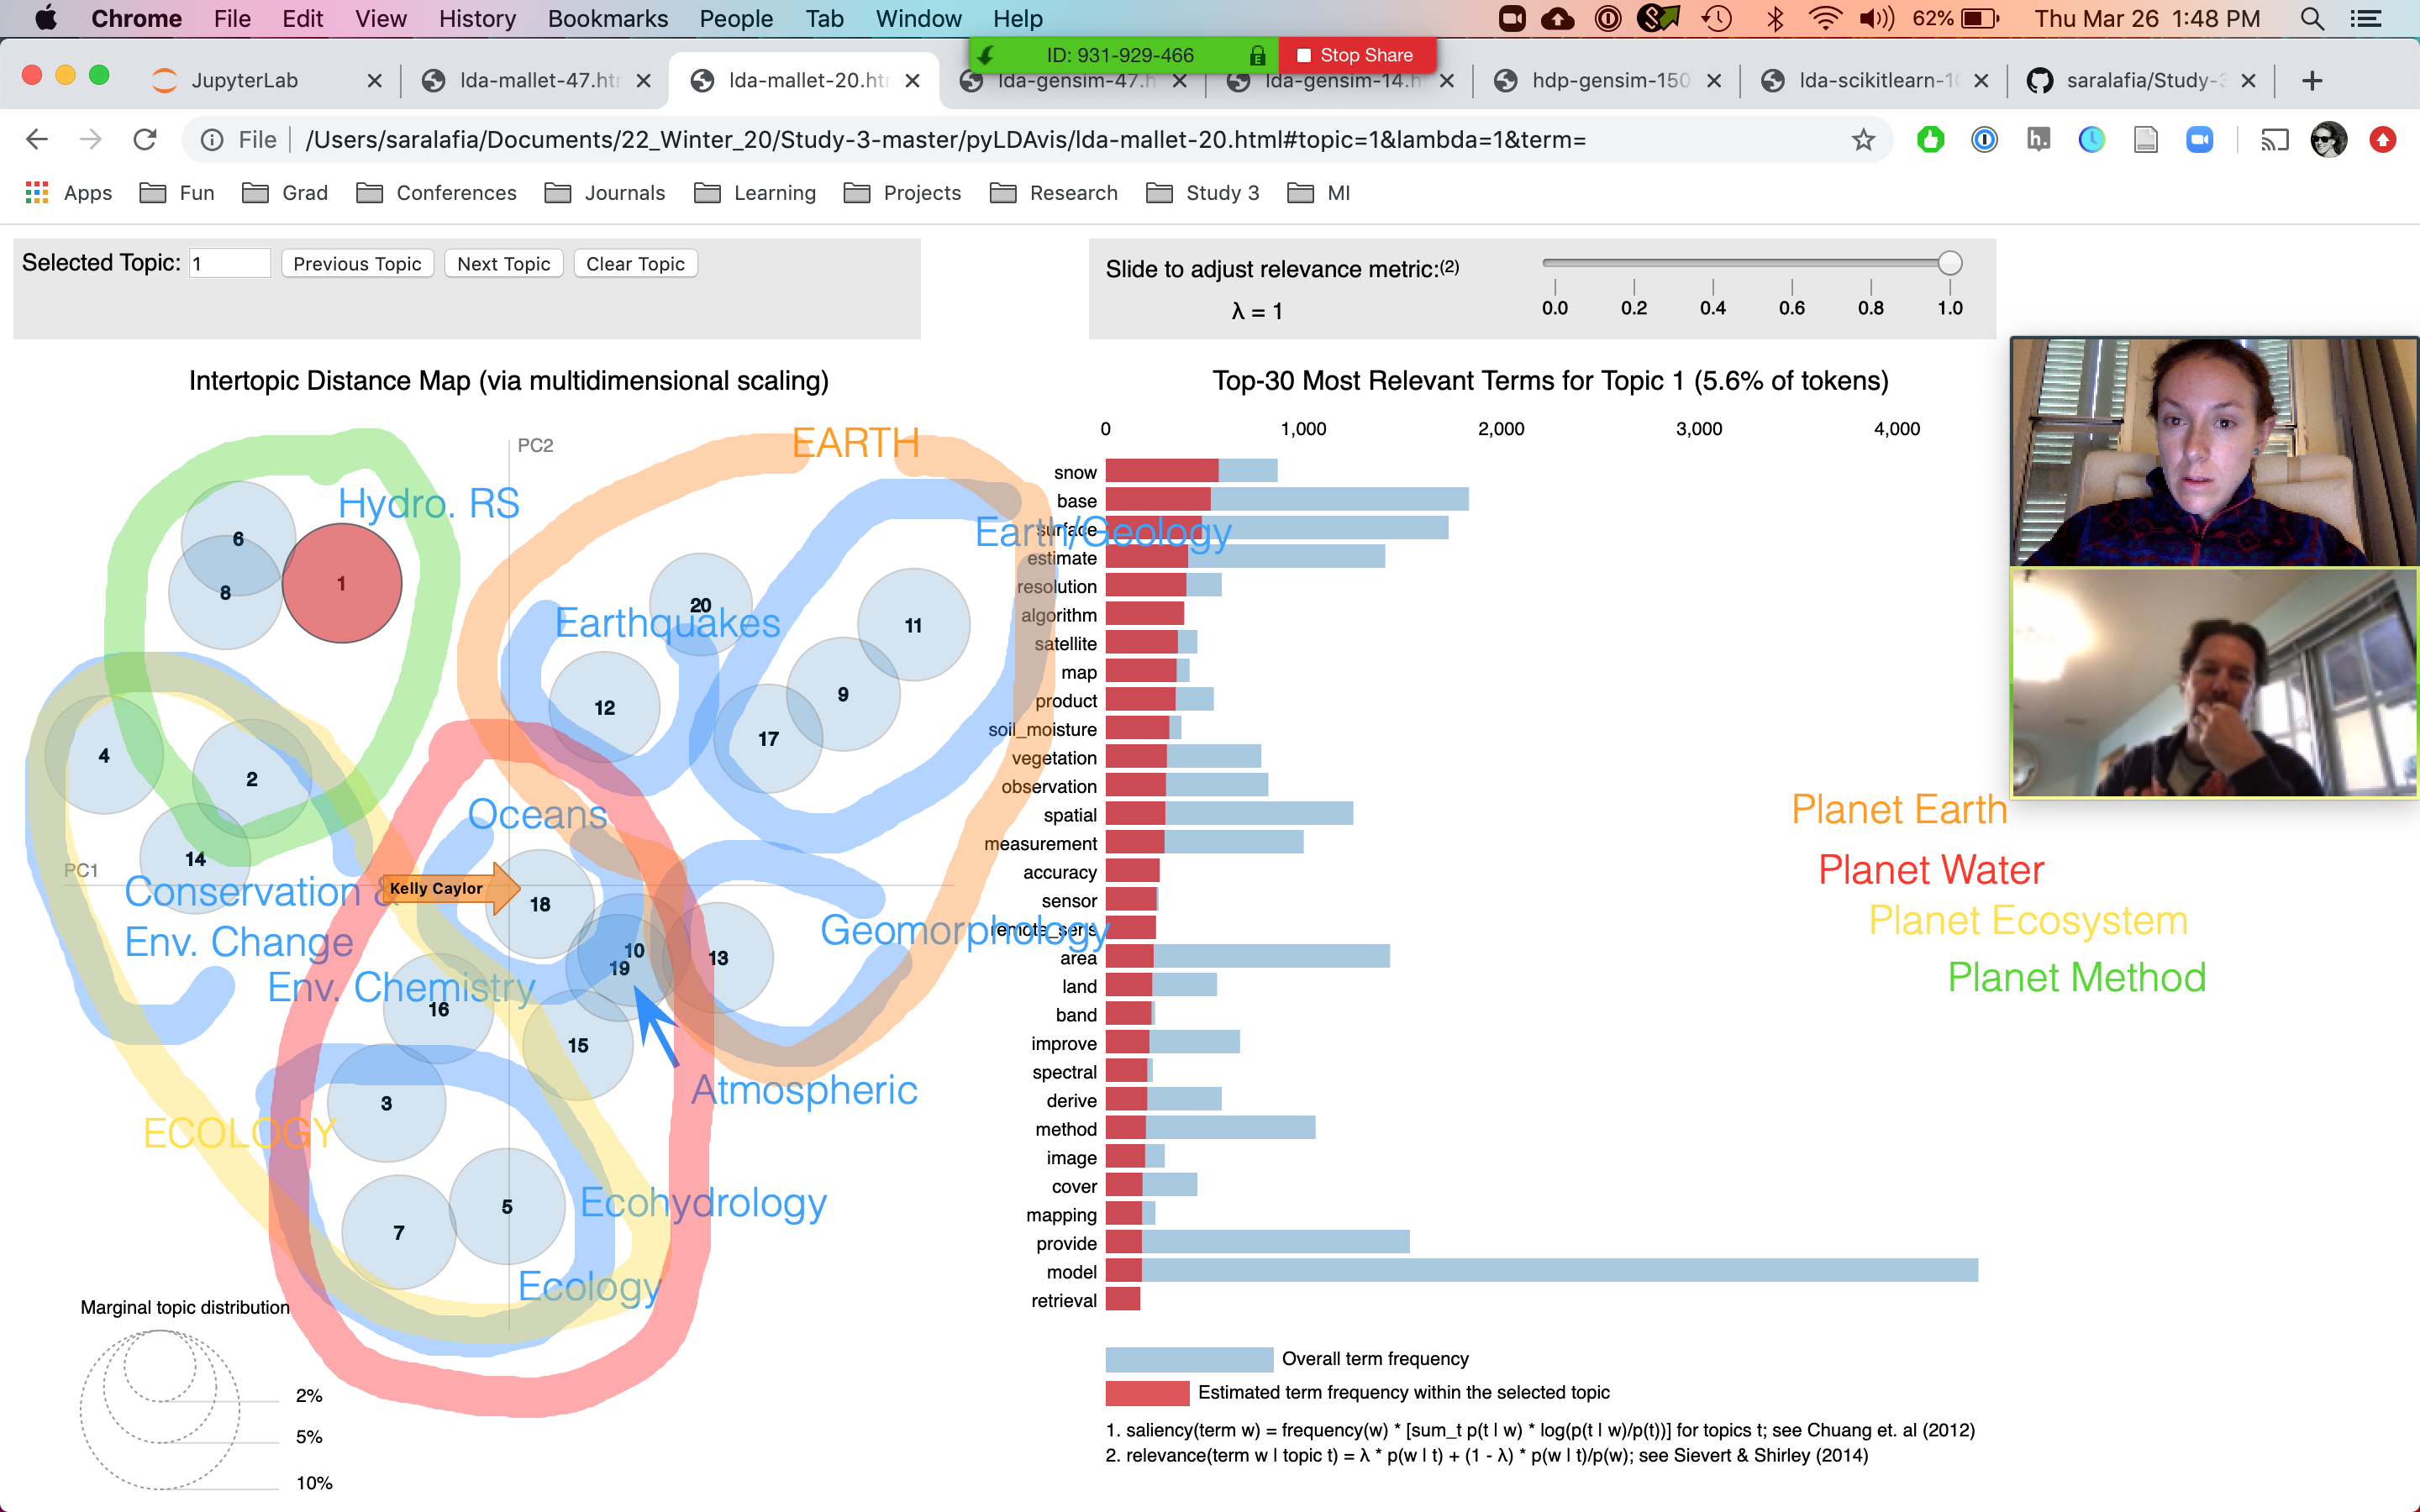 Chrome File Edit View History Bookmarks People Tab Window Help 62% Thu Mar 26 1:48 PM
ID: 931-929-466 Stop Share
JupyterLab lda-mallet-47.htm lda-mallet-20.htm lda-gensim-47.h lda-gensim-14.h hdp-gensim-150 lda-scikitlearn-10 saralafia/Study-3
File /Users/saralafia/Documents/22_Winter_20/Study-3-master/pyLDAvis/lda-mallet-20.html#topic=1&lambda=1&term=
Apps Fun Grad Conferences Journals Learning Projects Research Study 3 MI
Selected Topic: 1 Previous Topic Next Topic Clear Topic
Slide to adjust relevance metric:(2)
λ = 1
0.0 0.2 0.4 0.6 0.8 1.0
Intertopic Distance Map (via multidimensional scaling)
PC2
EARTH
Hydro. RS
6
8
1
Earth/Geology
20
Earthquakes
11
12
9
17
4
2
Oceans
14
PC1
Conservation &
Env. Change
Kelly Caylor
18
Geomorphology
10
19
13
Env. Chemistry
16
15
Atmospheric
3
ECOLOGY
5
7
Ecohydrology
Ecology
Marginal topic distribution
2%
5%
10%
Top-30 Most Relevant Terms for Topic 1 (5.6% of tokens)
0 1,000 2,000 3,000 4,000
snow
base
surface
estimate
resolution
algorithm
satellite
map
product
soil_moisture
vegetation
observation
spatial
measurement
accuracy
sensor
remote_sens
area
land
band
improve
spectral
derive
method
image
cover
mapping
provide
model
retrieval
Overall term frequency
Estimated term frequency within the selected topic
1. saliency(term w) = frequency(w) * [sum_t p(t | w) * log(p(t | w)/p(t))] for topics t; see Chuang et. al (2012)
2. relevance(term w | topic t) = λ * p(w | t) + (1 - λ) * p(w | t)/p(w); see Sievert & Shirley (2014)
Planet Earth
Planet Water
Planet Ecosystem
Planet Method